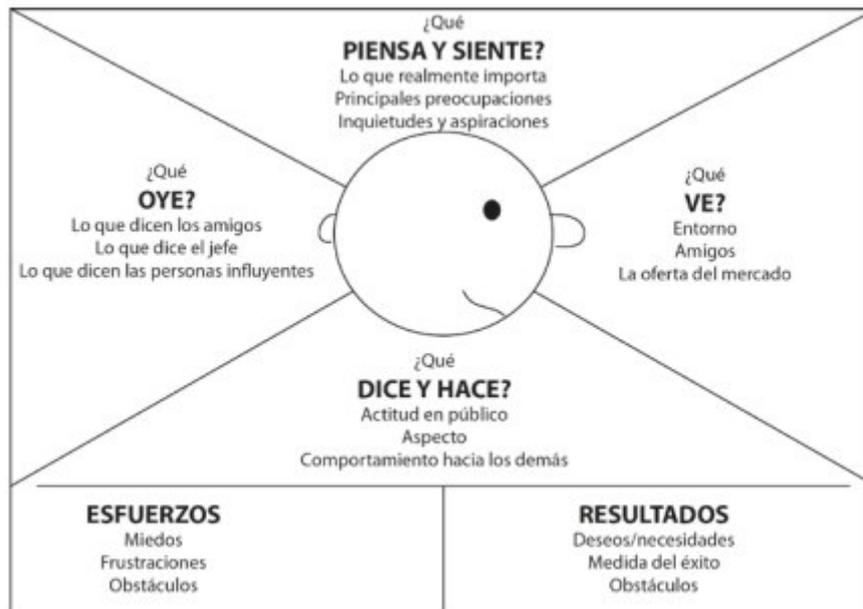 ¿Qué
PIENSA Y SIENTE?
Lo que realmente importa
Principales preocupaciones
Inquietudes y aspiraciones
¿Qué
OYE?
Lo que dicen los amigos
Lo que dice el jefe
Lo que dicen las personas influyentes
¿Qué
VE?
Entorno
Amigos
La oferta del mercado
¿Qué
DICE Y HACE?
Actitud en público
Aspecto
Comportamiento hacia los demás
ESFUERZOS
Miedos
Frustraciones
Obstáculos
RESULTADOS
Deseos/necesidades
Medida del éxito
Obstáculos